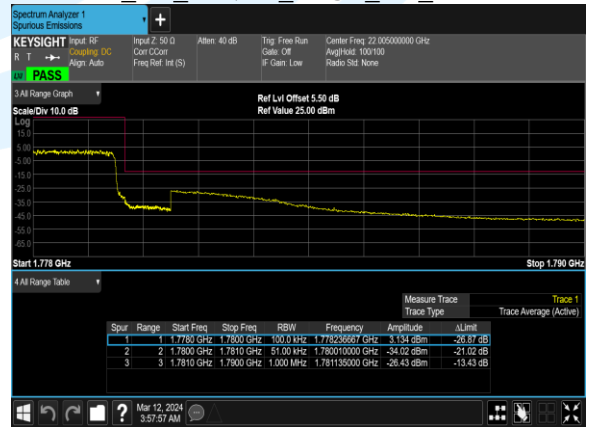 Spectrum Analyzer 1
Spurious Emissions
KEYSIGHT Input: RF Input Z: 50 Ω Atten: 40 dB Trig: Free Run Center Freq: 22.005000000 GHz
R T Coupling: DC Corr CCorr Gate: Off Avg|Hold: 100/100
Align: Auto Freq Ref: Int (S) IF Gain: Low Radio Std: None
PASS
3 All Range Graph
Ref Lvl Offset 5.50 dB
Scale/Div 10.0 dB Ref Value 25.00 dBm
Log
15.0
5.00
-5.00
-15.0
-25.0
-35.0
-45.0
-55.0
-65.0
Start 1.778 GHz Stop 1.790 GHz
4 All Range Table
Measure Trace Trace 1
Trace Type Trace Average (Active)
Spur Range Start Freq Stop Freq RBW Frequency Amplitude ΔLimit
1 1 1.7780 GHz 1.7800 GHz 100.0 kHz 1.778236667 GHz 3.134 dBm -26.87 dB
2 2 1.7800 GHz 1.7810 GHz 51.00 kHz 1.780010000 GHz -34.02 dBm -21.02 dB
3 3 1.7810 GHz 1.7900 GHz 1.000 MHz 1.781135000 GHz -26.43 dBm -13.43 dB
Mar 12, 2024
3:57:57 AM